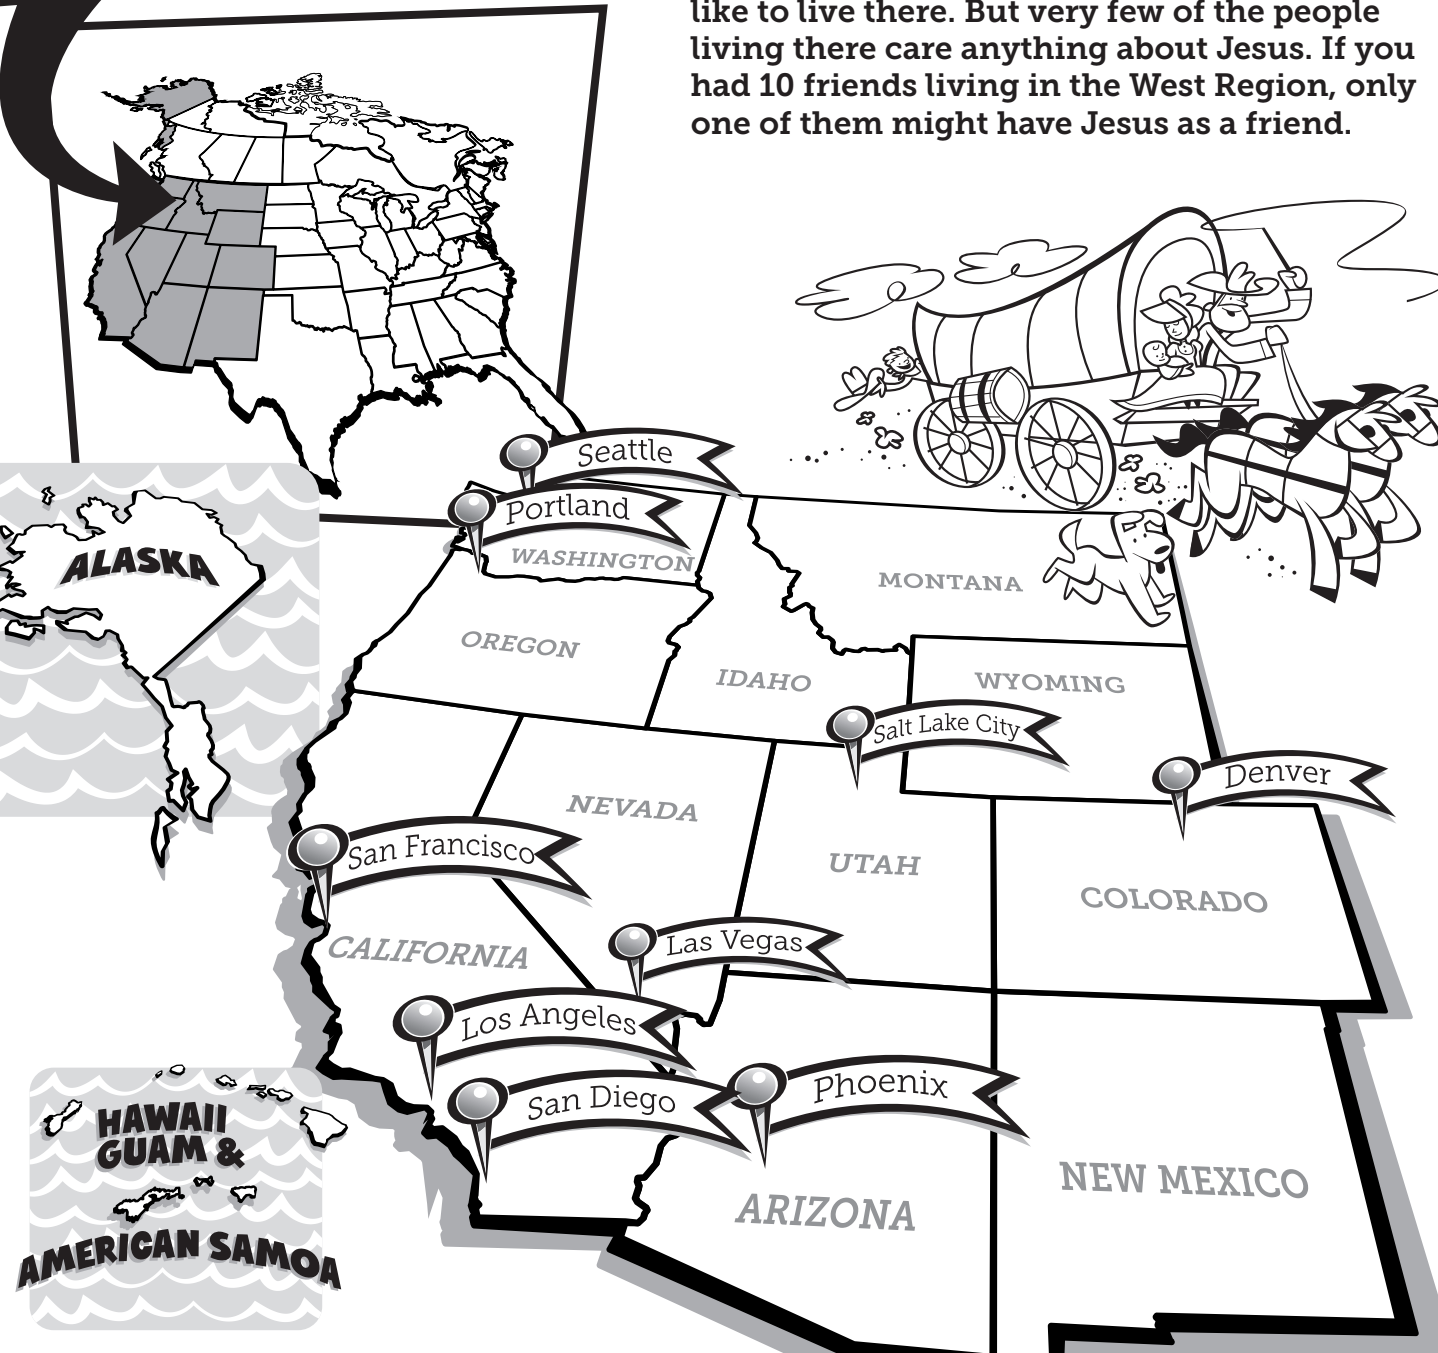 like to live there. But very few of the people
living there care anything about Jesus. If you
had 10 friends living in the West Region, only
one of them might have Jesus as a friend.
Seattle
Portland
WASHINGTON
MONTANA
ALASKA
OREGON
IDAHO
WYOMING
Salt Lake City
Denver
NEVADA
San Francisco
UTAH
COLORADO
CALIFORNIA
Las Vegas
Los Angeles
San Diego
Phoenix
HAWAII
GUAM &
AMERICAN SAMOA
ARIZONA
NEW MEXICO